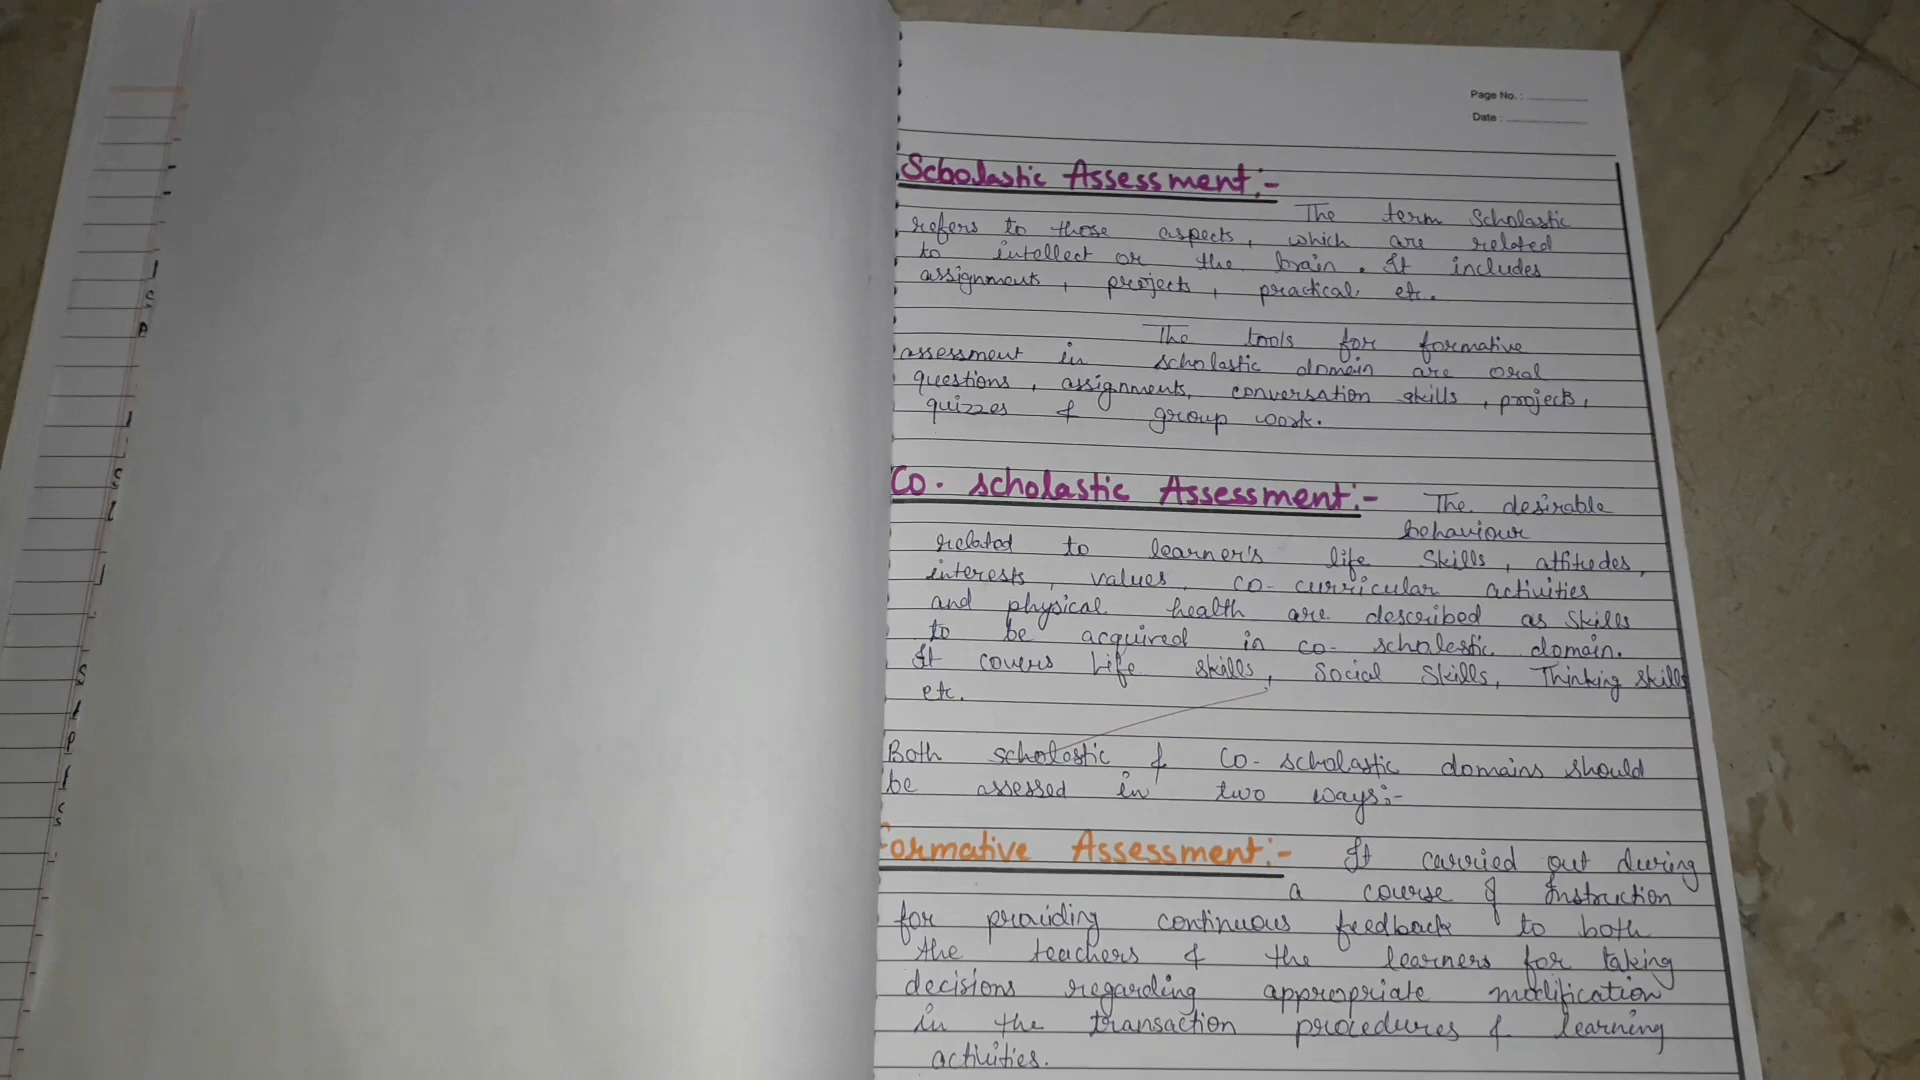 Page No. :
Date :
Scholastic Assessment:-
The term Scholastic
refers to those aspects, which are related
to intellect or the brain. It includes
assignments, projects, practical etc.
The tools for formative
assessment in scholastic domain are oral
questions, assignments, conversation skills, projects,
quizzes & group work.
Co. scholastic Assessment:- The desirable
behaviour
related to learner's life skills, attitudes,
interests, values, co-curricular activities
and physical health are described as skills
to be acquired in co-scholastic domain.
It covers Life skills, Social Skills, Thinking skills
etc.
Both scholastic & Co-scholastic domains should
be assessed in two ways:-
Formative Assessment:- It carried out during
a course of Instruction
for providing continuous feedback to both
the teachers & the learners for taking
decisions regarding appropriate modification
in the transaction procedures & learning
activities.